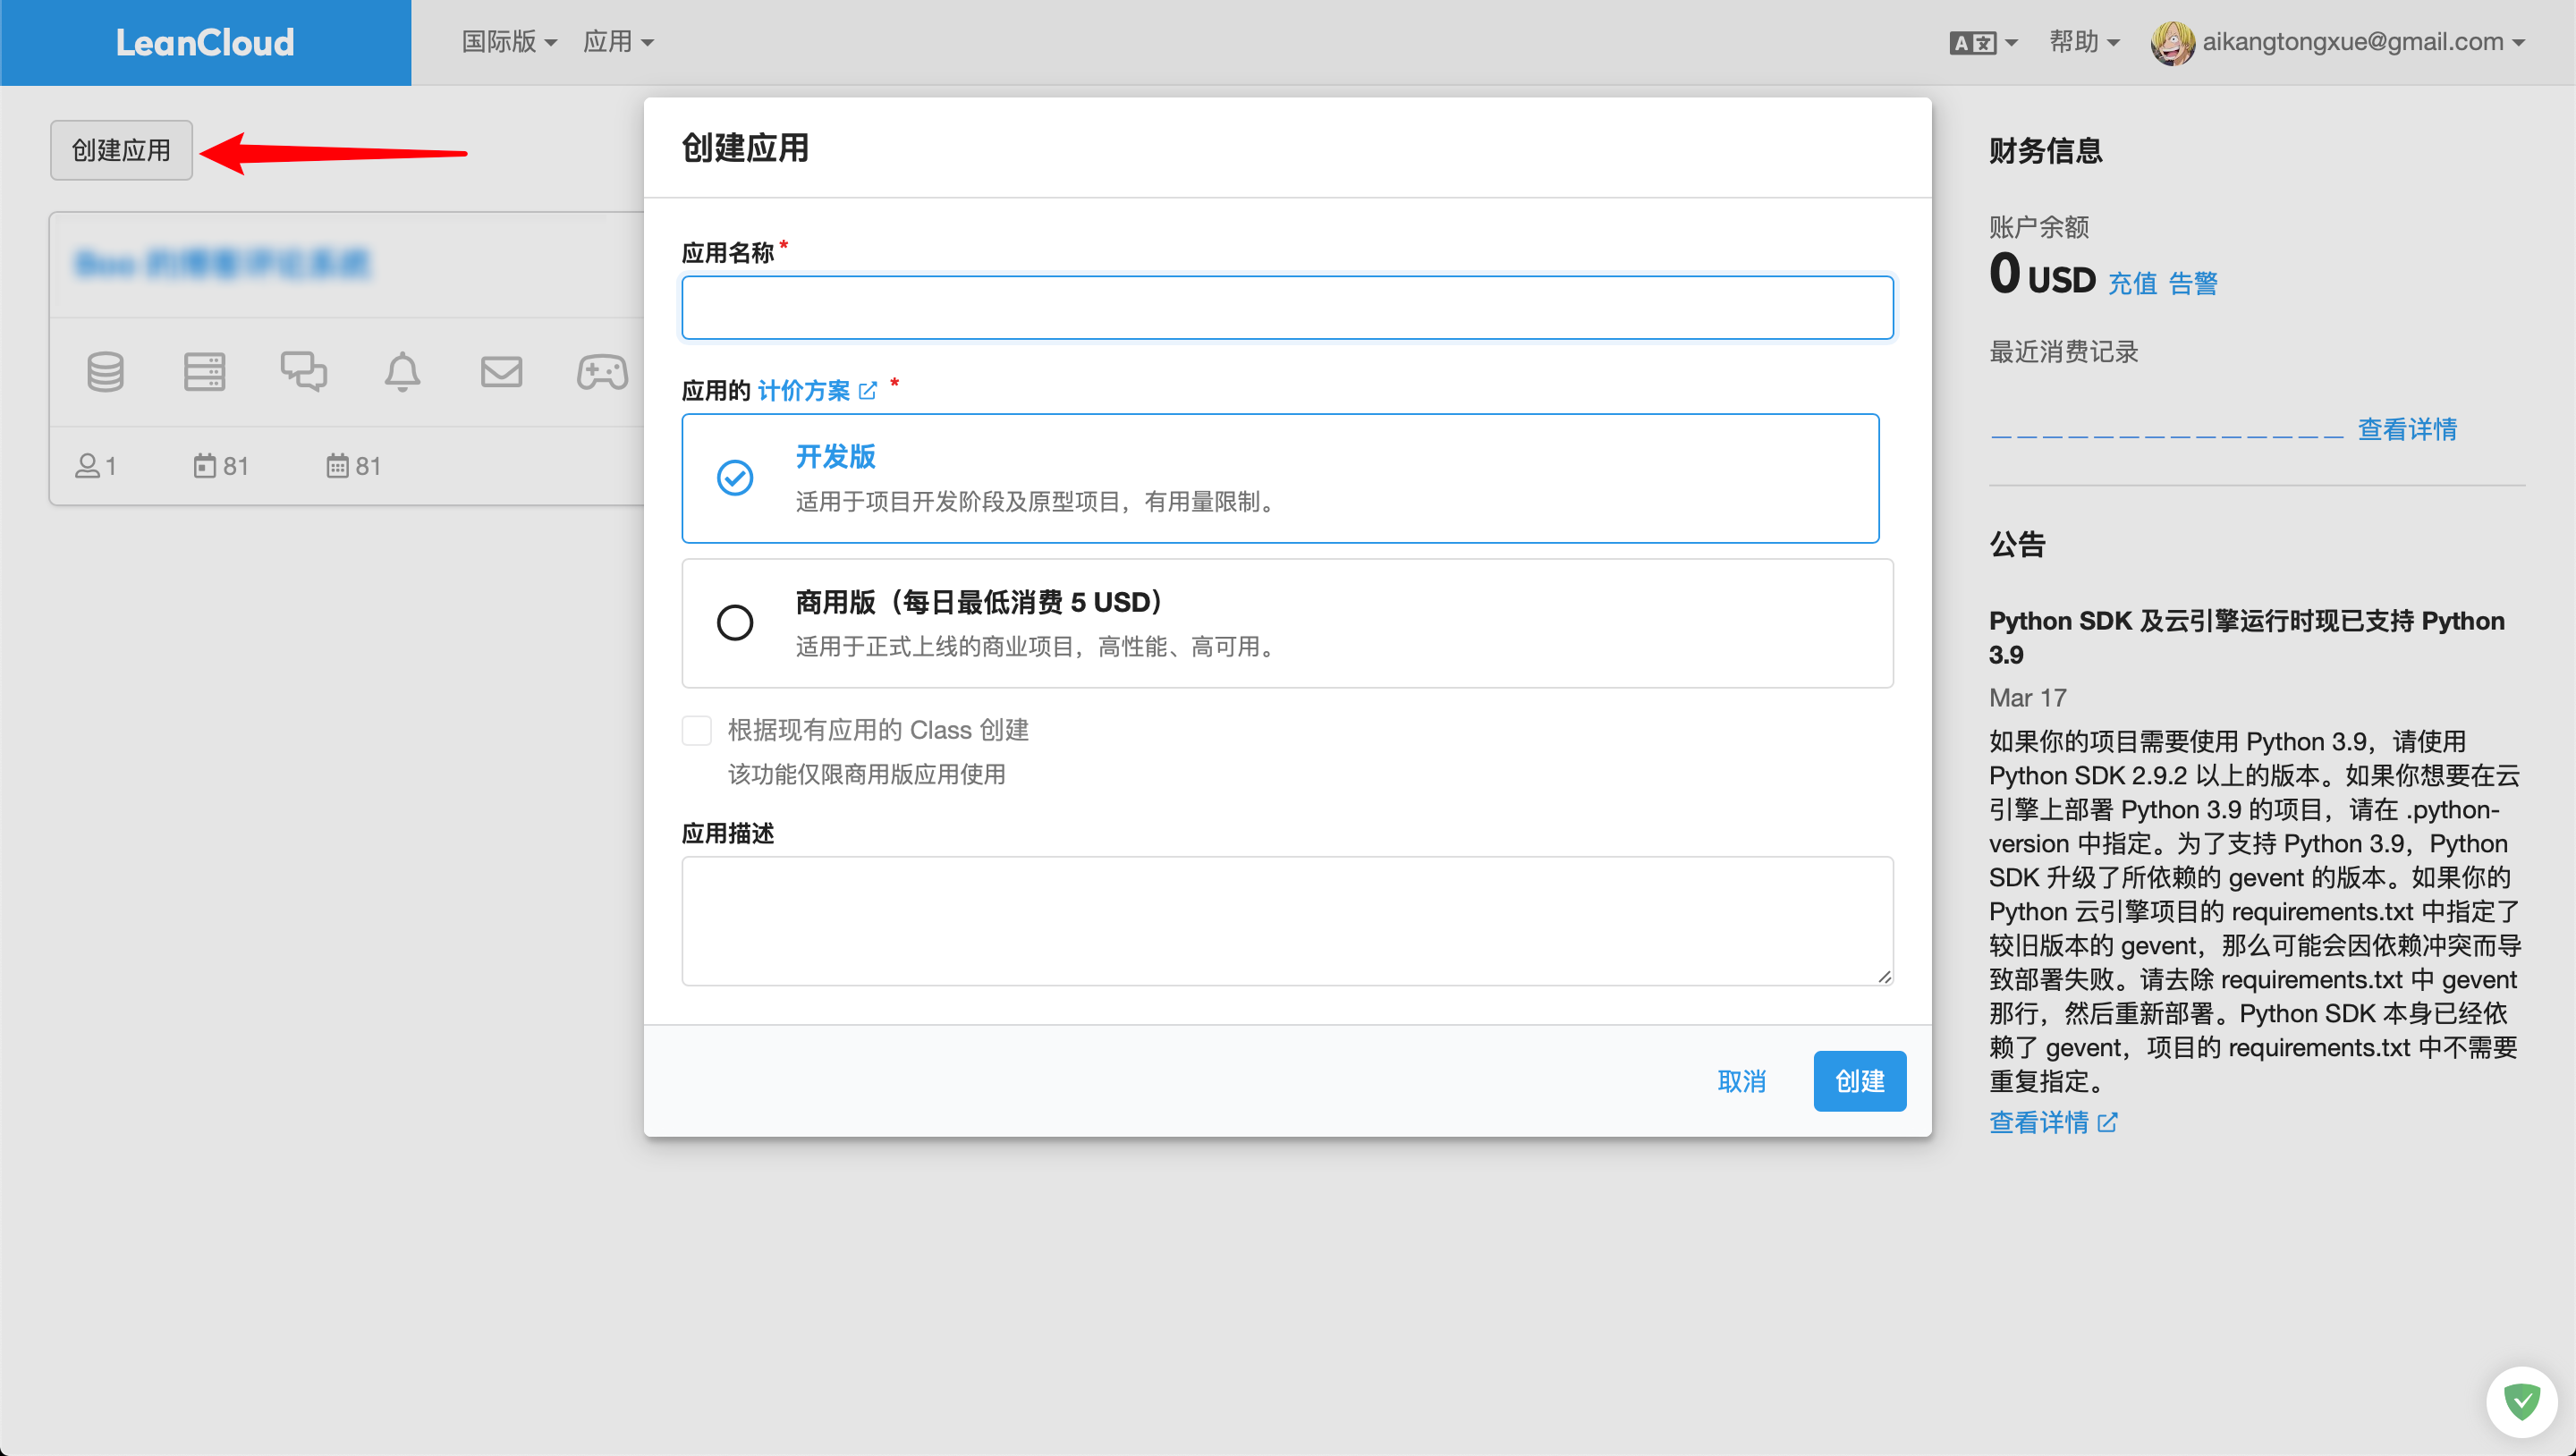 LeanCloud
国际版
应用
A文
帮助
aikangtongxue@gmail.com
创建应用
1
81
81
创建应用
应用名称*
应用的 计价方案 *
开发版
适用于项目开发阶段及原型项目，有用量限制。
商用版（每日最低消费 5 USD）
适用于正式上线的商业项目，高性能、高可用。
根据现有应用的 Class 创建
该功能仅限商用版应用使用
应用描述
取消
创建
财务信息
账户余额
0 USD 充值 告警
最近消费记录
查看详情
公告
Python SDK 及云引擎运行时现已支持 Python
3.9
Mar 17
如果你的项目需要使用 Python 3.9，请使用
Python SDK 2.9.2 以上的版本。如果你想要在云
引擎上部署 Python 3.9 的项目，请在 .python-
version 中指定。为了支持 Python 3.9，Python
SDK 升级了所依赖的 gevent 的版本。如果你的
Python 云引擎项目的 requirements.txt 中指定了
较旧版本的 gevent，那么可能会因依赖冲突而导
致部署失败。请去除 requirements.txt 中 gevent
那行，然后重新部署。Python SDK 本身已经依
赖了 gevent，项目的 requirements.txt 中不需要
重复指定。
查看详情